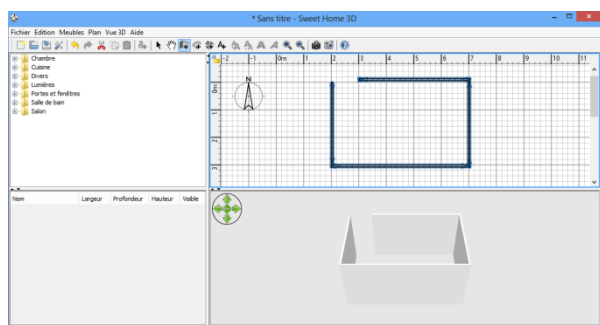 * Sans titre - Sweet Home 3D
Fichier Edition Meubles Plan Vue 3D Aide
Chambre
Cuisine
Divers
Lumières
Portes et fenêtres
Salle de bain
Salon
-2 -1 0m 1 2 3 4 5 6 7 8 9 10 11
N
0m
1
2
3
Nom Largeur Profondeur Hauteur Visible